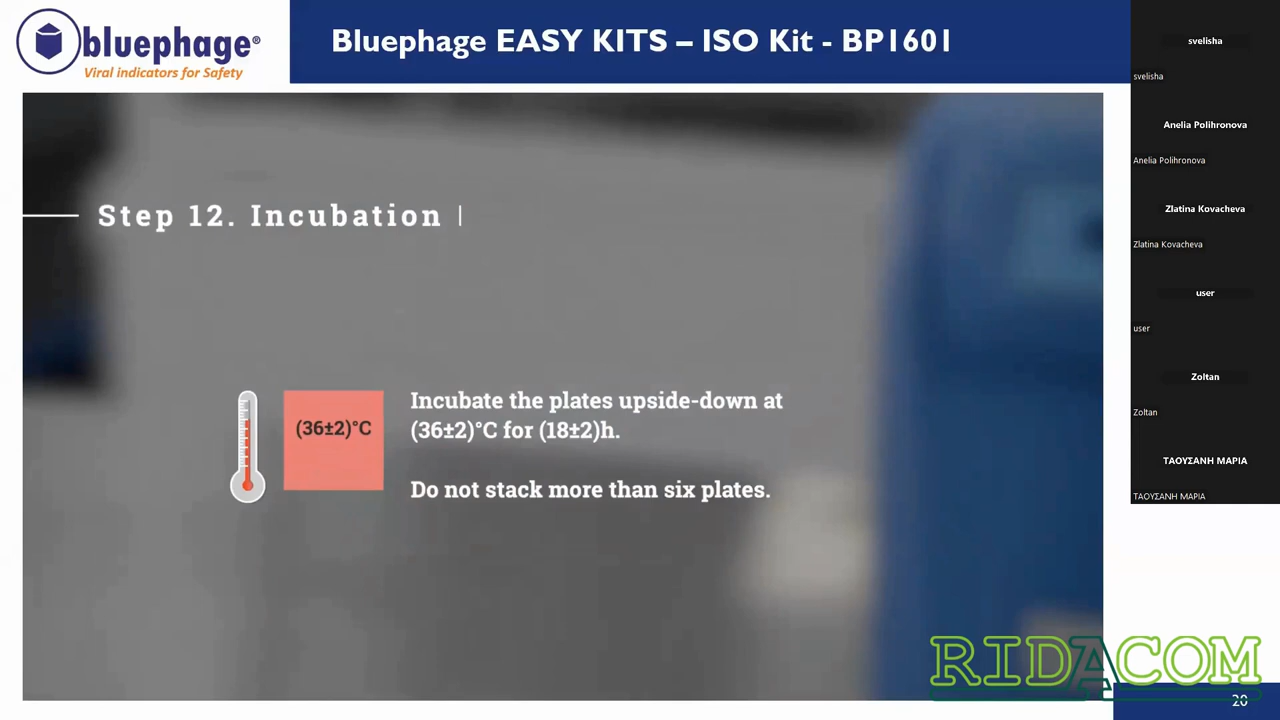 bluephage®
Viral indicators for Safety
Bluephage EASY KITS – ISO Kit - BP1601
Step 12. Incubation
(36±2)°C
Incubate the plates upside-down at
(36±2)°C for (18±2)h.
Do not stack more than six plates.
svelisha
svelisha
Anelia Polihronova
Anelia Polihronova
Zlatina Kovacheva
Zlatina Kovacheva
user
user
Zoltan
Zoltan
ΤΑΟΥΣΑΝΗ ΜΑΡΙΑ
ΤΑΟΥΣΑΝΗ ΜΑΡΙΑ
RIDACOM
20